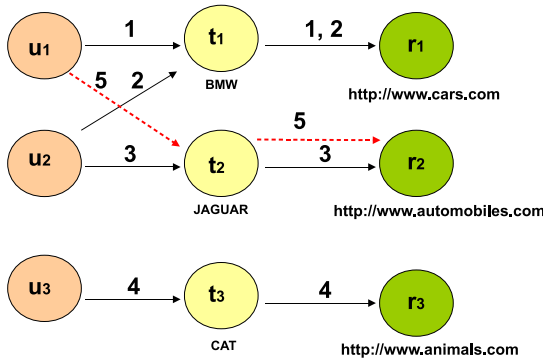 u1 1 t1 1, 2 r1
BMW
5 2
http://www.cars.com
5
u2 3 t2 3 r2
JAGUAR
http://www.automobiles.com
u3 4 t3 4 r3
CAT
http://www.animals.com